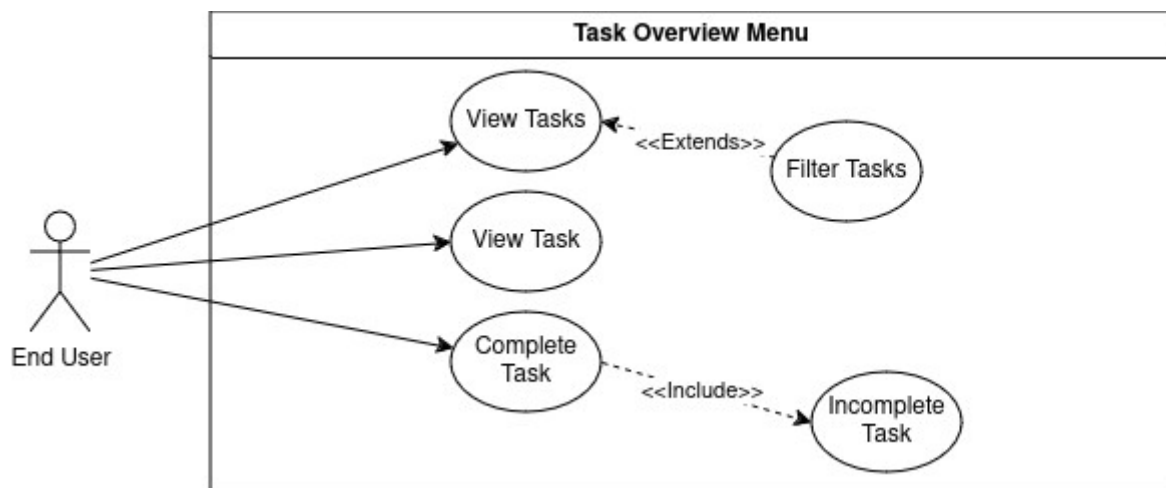 Task Overview Menu
View Tasks
<<Extends>>
Filter Tasks
View Task
End User
Complete
Task
<<Include>>
Incomplete
Task